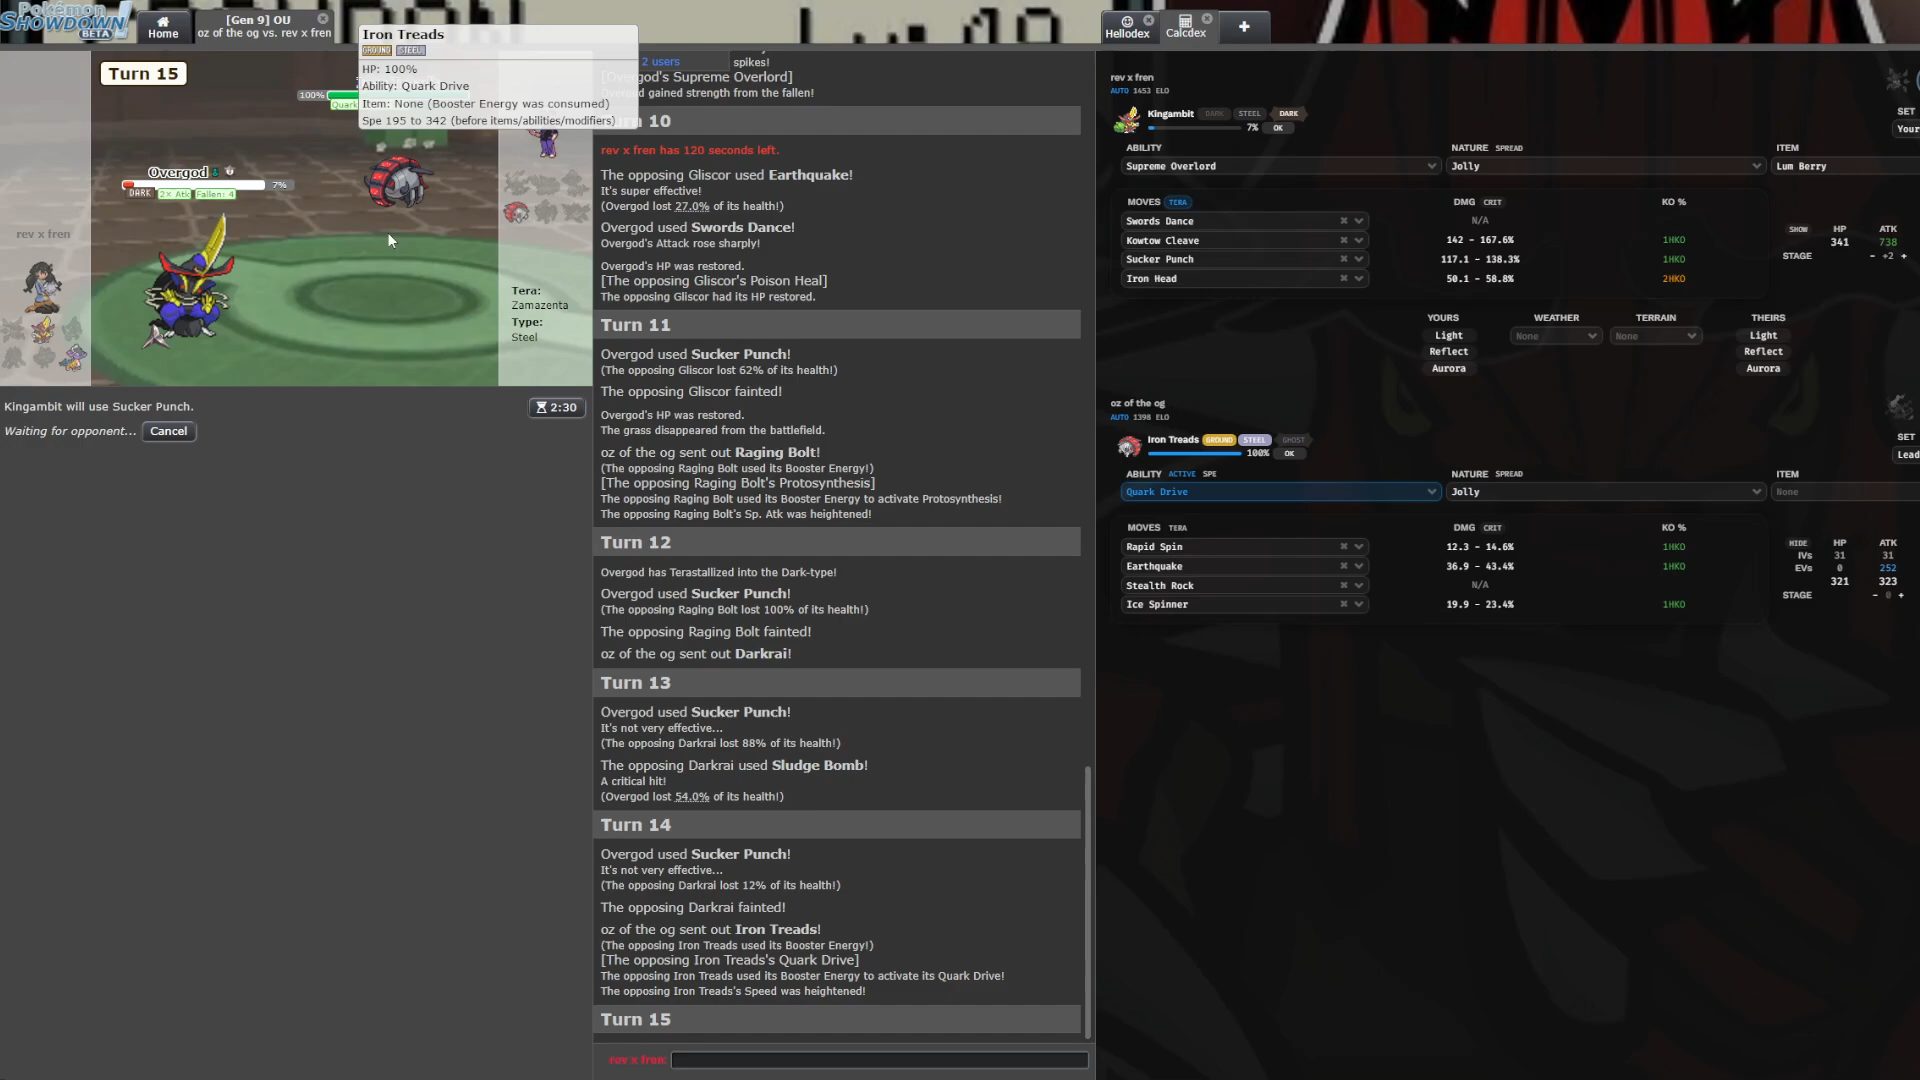 Pokémon
SHOWDOWN!
BETA
Home
[Gen 9] OU
oz of the og vs. rev x fren
Hellodex
Calcdex
Turn 15
Iron Treads
GROUND STEEL
HP: 100%
Ability: Quark Drive
Item: None (Booster Energy was consumed)
Spe 195 to 342 (before items/abilities/modifiers)
100%
Quark
Overgod
7%
DARK 2× Atk Fallen: 4
rev x fren
Tera:
Zamazenta
Type:
Steel
Kingambit will use Sucker Punch.
2:30
Waiting for opponent... Cancel
2 users
spikes!
[Overgod's Supreme Overlord]
gained strength from the fallen!
10
rev x fren has 120 seconds left.
The opposing Gliscor used Earthquake!
It's super effective!
(Overgod lost 27.0% of its health!)
Overgod used Swords Dance!
Overgod's Attack rose sharply!
Overgod's HP was restored.
[The opposing Gliscor's Poison Heal]
The opposing Gliscor had its HP restored.
Turn 11
Overgod used Sucker Punch!
(The opposing Gliscor lost 62% of its health!)
The opposing Gliscor fainted!
Overgod's HP was restored.
The grass disappeared from the battlefield.
oz of the og sent out Raging Bolt!
(The opposing Raging Bolt used its Booster Energy!)
[The opposing Raging Bolt's Protosynthesis]
The opposing Raging Bolt used its Booster Energy to activate Protosynthesis!
The opposing Raging Bolt's Sp. Atk was heightened!
Turn 12
Overgod has Terastallized into the Dark-type!
Overgod used Sucker Punch!
(The opposing Raging Bolt lost 100% of its health!)
The opposing Raging Bolt fainted!
oz of the og sent out Darkrai!
Turn 13
Overgod used Sucker Punch!
It's not very effective...
(The opposing Darkrai lost 88% of its health!)
The opposing Darkrai used Sludge Bomb!
A critical hit!
(Overgod lost 54.0% of its health!)
Turn 14
Overgod used Sucker Punch!
It's not very effective...
(The opposing Darkrai lost 12% of its health!)
The opposing Darkrai fainted!
oz of the og sent out Iron Treads!
(The opposing Iron Treads used its Booster Energy!)
[The opposing Iron Treads's Quark Drive]
The opposing Iron Treads used its Booster Energy to activate its Quark Drive!
The opposing Iron Treads's Speed was heightened!
Turn 15
rev x fren:
rev x fren
AUTO 1453 ELO
Kingambit DARK STEEL DARK
7% OK
SET
Your
ABILITY NATURE SPREAD ITEM
Supreme Overlord Jolly Lum Berry
MOVES TERA DMG CRIT KO %
Swords Dance N/A
Kowtow Cleave 142 - 167.6% 1HKO
Sucker Punch 117.1 - 138.3% 1HKO
Iron Head 50.1 - 58.8% 2HKO
SHOW HP ATK
341 738
STAGE - +2 +
YOURS WEATHER TERRAIN THEIRS
Light None None Light
Reflect Reflect
Aurora Aurora
oz of the og
AUTO 1398 ELO
Iron Treads GROUND STEEL GHOST
100% OK
SET
Lead
ABILITY ACTIVE SPE NATURE SPREAD ITEM
Quark Drive Jolly None
MOVES TERA DMG CRIT KO %
Rapid Spin 12.3 - 14.6% 1HKO
Earthquake 36.9 - 43.4% 1HKO
Stealth Rock N/A
Ice Spinner 19.9 - 23.4% 1HKO
HIDE HP ATK
IVs 31 31
EVs 0 252
321 323
STAGE - 0 +